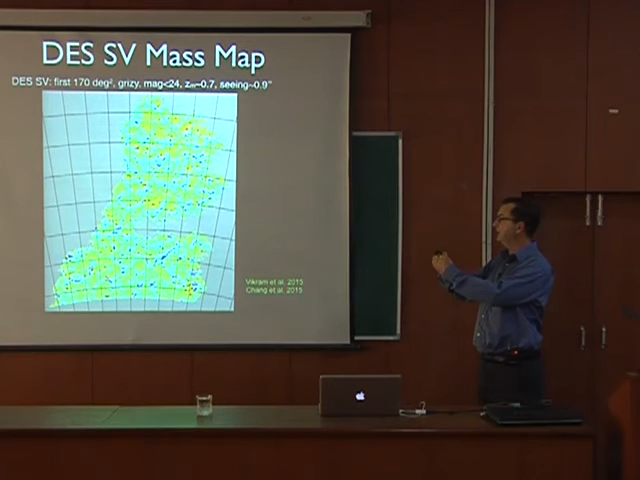 DES SV Mass Map
DES SV: first 170 deg², grizy, mag<24, z~0.7, seeing~0.9"
Vikram et al. 2015
Chang et al. 2015